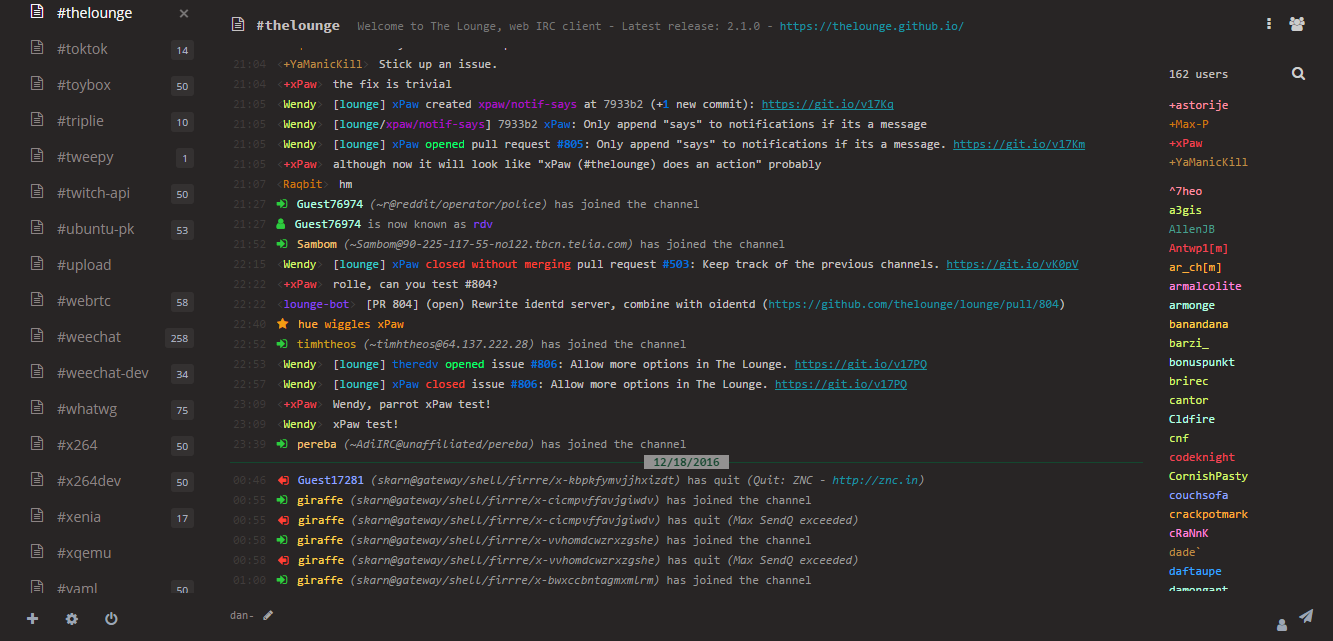 #thelounge ×
#toktok 14
#toybox 50
#triplie 10
#tweepy 1
#twitch-api 50
#ubuntu-pk 53
#upload
#webrtc 58
#weechat 258
#weechat-dev 34
#whatwg 75
#x264 50
#x264dev 50
#xenia 17
#xqemu
#yaml 50
#thelounge Welcome to The Lounge, web IRC client - Latest release: 2.1.0 - https://thelounge.github.io/
21:04 <+YaManicKill> Stick up an issue.
21:04 <+xPaw> the fix is trivial
21:05 <Wendy> [lounge] xPaw created xpaw/notif-says at 7933b2 (+1 new commit): https://git.io/v17Kq
21:05 <Wendy> [lounge/xpaw/notif-says] 7933b2 xPaw: Only append "says" to notifications if its a message
21:05 <Wendy> [lounge] xPaw opened pull request #805: Only append "says" to notifications if its a message. https://git.io/v17Km
21:05 <+xPaw> although now it will look like "xPaw (#thelounge) does an action" probably
21:07 <Raqbit> hm
21:27 Guest76974 (~r@reddit/operator/police) has joined the channel
21:27 Guest76974 is now known as rdv
21:52 Sambom (~Sambom@90-225-117-55-no122.tbcn.telia.com) has joined the channel
22:15 <Wendy> [lounge] xPaw closed without merging pull request #503: Keep track of the previous channels. https://git.io/vK0pV
22:22 <+xPaw> rolle, can you test #804?
22:22 <lounge-bot> [PR 804] (open) Rewrite identd server, combine with oidentd (https://github.com/thelounge/lounge/pull/804)
22:40 hue wiggles xPaw
22:52 timhtheos (~timhtheos@64.137.222.28) has joined the channel
22:53 <Wendy> [lounge] theredv opened issue #806: Allow more options in The Lounge. https://git.io/v17PQ
22:57 <Wendy> [lounge] xPaw closed issue #806: Allow more options in The Lounge. https://git.io/v17PQ
23:09 <+xPaw> Wendy, parrot xPaw test!
23:09 <Wendy> xPaw test!
23:39 pereba (~AdiIRC@unaffiliated/pereba) has joined the channel
12/18/2016
00:46 Guest17281 (skarn@gateway/shell/firrre/x-kbpkfymvjjhxizdt) has quit (Quit: ZNC - http://znc.in)
00:55 giraffe (skarn@gateway/shell/firrre/x-cicmpvffavjgiwdv) has joined the channel
00:55 giraffe (skarn@gateway/shell/firrre/x-cicmpvffavjgiwdv) has quit (Max SendQ exceeded)
00:58 giraffe (skarn@gateway/shell/firrre/x-vvhomdcwzrxzgshe) has joined the channel
00:58 giraffe (skarn@gateway/shell/firrre/x-vvhomdcwzrxzgshe) has quit (Max SendQ exceeded)
01:00 giraffe (skarn@gateway/shell/firrre/x-bwxccbntagmxmlrm) has joined the channel
dan-
162 users
+astorije
+Max-P
+xPaw
+YaManicKill
^7heo
a3gis
AllenJB
Antwp1[m]
ar_ch[m]
armalcolite
armonge
banandana
barzi_
bonuspunkt
brirec
cantor
Cldfire
cnf
codeknight
CornishPasty
couchsofa
crackpotmark
cRaNnK
dade`
daftaupe